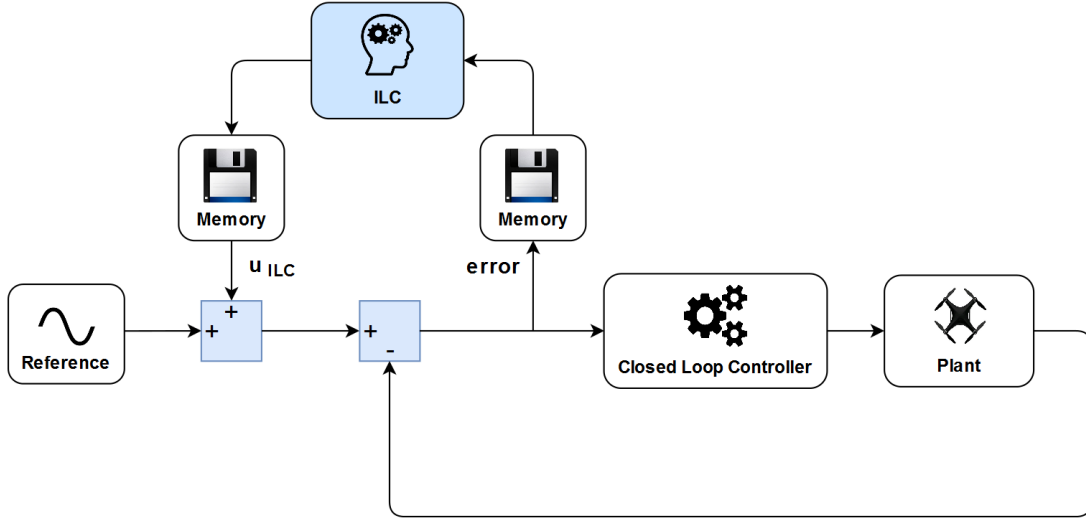 ILC
Memory
Memory
u ILC
error
+
+
+
-
Reference
Closed Loop Controller
Plant